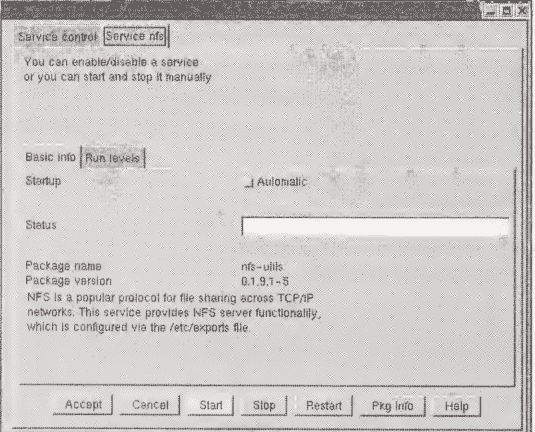 Service control Service nfs
You can enable/disable a service
or you can start and stop it manually
Basic info Run levels
Startup Automatic
Status
Package name nfs-utils
Package version 0.1.9.1-5
NFS is a popular protocol for file sharing across TCP/IP
networks. This service provides NFS server functionality,
which is configured via the /etc/exports file.
Accept Cancel Start Stop Restart Pkg info Help